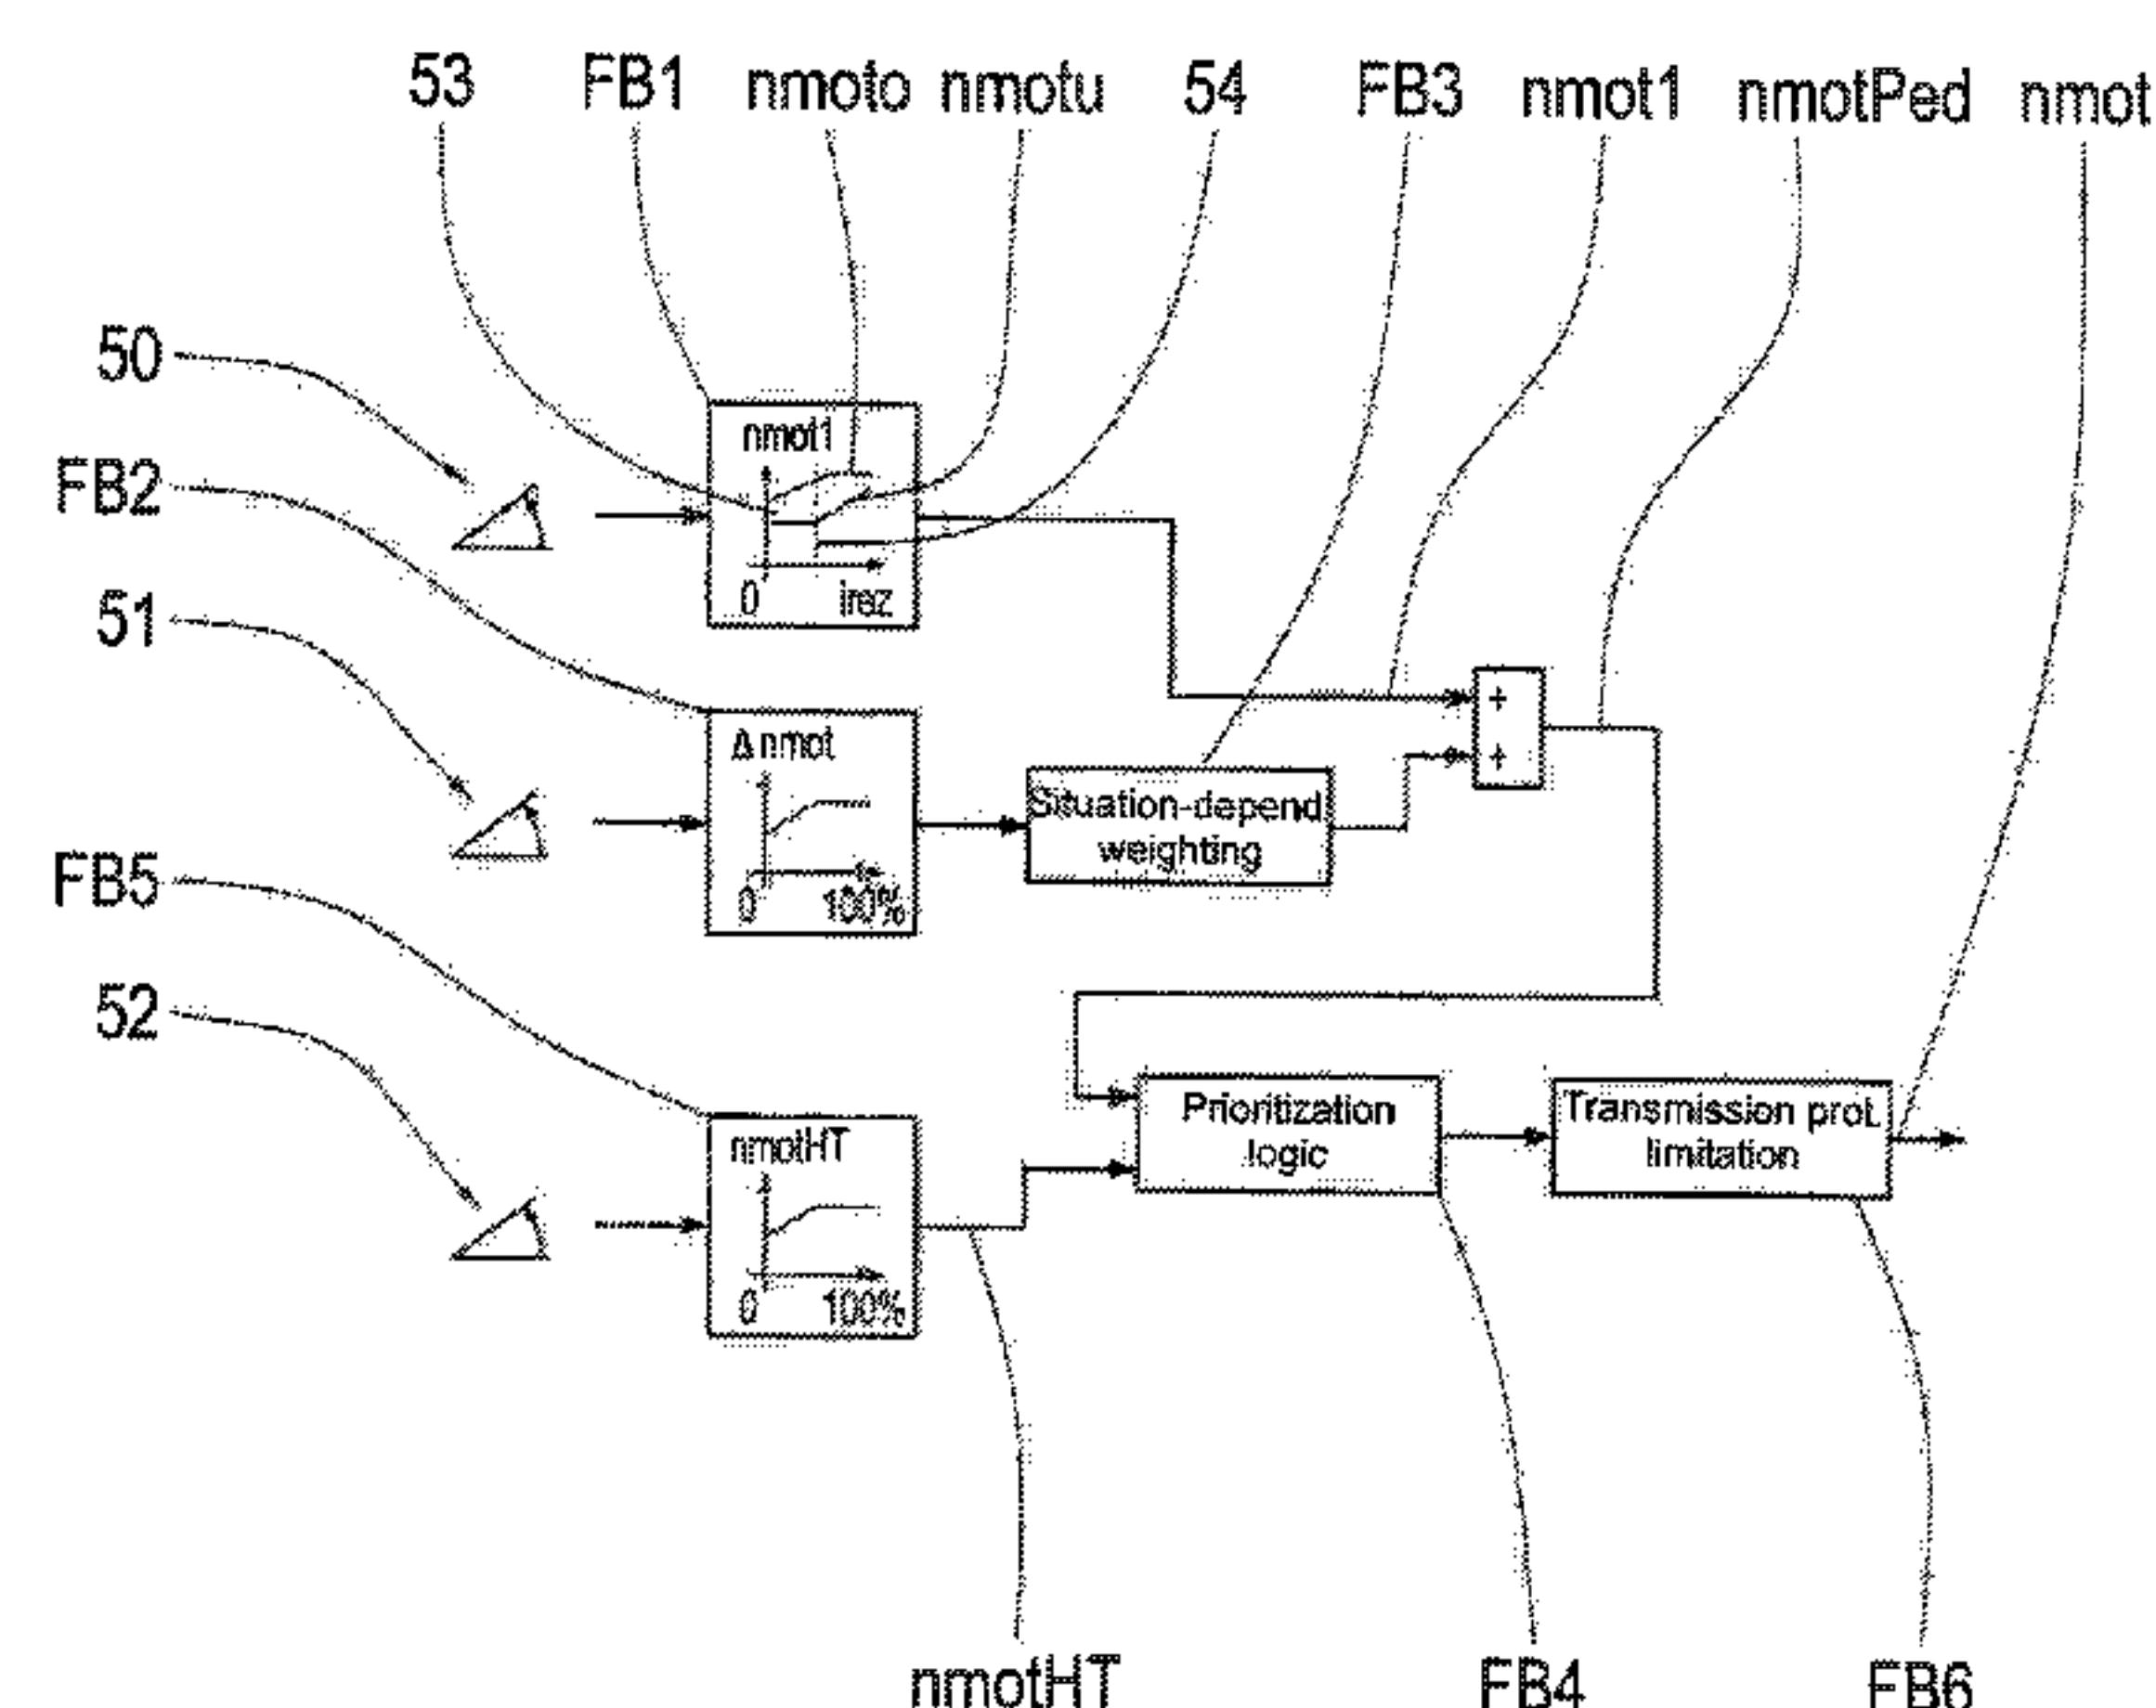 53 FB1 nmoto nmotu 54 FB3 nmot1 nmotPed nmot
50
nmot1
FB2
0 irez
51
Δnmot
Situation-depend
weighting
+
+
FB5
0 100%
52
Prioritization
logic
Transmission prot.
limitation
nmotHT
0 100%
nmotHT FB4 FB6